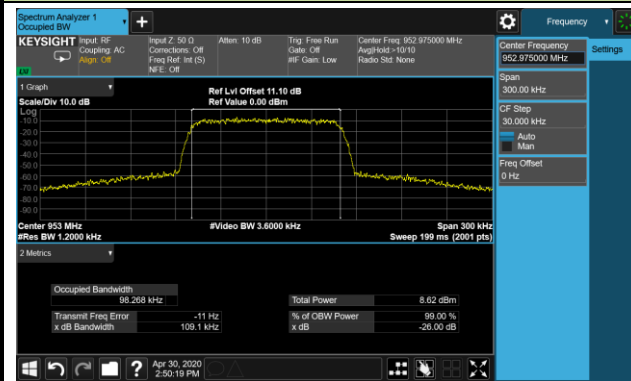 Spectrum Analyzer 1
Occupied BW
Frequency
KEYSIGHT
Input: RF
Coupling: AC
Align: Off
Input Z: 50 Ω
Corrections: Off
Freq Ref: Int (S)
NFE: Off
Atten: 10 dB
Trig: Free Run
Gate: Off
#IF Gain: Low
Center Freq: 952.975000 MHz
Avg|Hold:>10/10
Radio Std: None
Center Frequency
952.975000 MHz
Settings
Span
300.00 kHz
CF Step
30.000 kHz
Auto
Man
Freq Offset
0 Hz
1 Graph
Scale/Div 10.0 dB
Ref Lvl Offset 11.10 dB
Ref Value 0.00 dBm
Log
-10.0
-20.0
-30.0
-40.0
-50.0
-60.0
-70.0
-80.0
-90.0
Center 953 MHz
#Res BW 1.2000 kHz
#Video BW 3.6000 kHz
Span 300 kHz
Sweep 199 ms (2001 pts)
2 Metrics
Occupied Bandwidth
98.268 kHz
Total Power 8.62 dBm
Transmit Freq Error -11 Hz
% of OBW Power 99.00 %
x dB Bandwidth 109.1 kHz
x dB -26.00 dB
?
Apr 30, 2020
2:50:19 PM